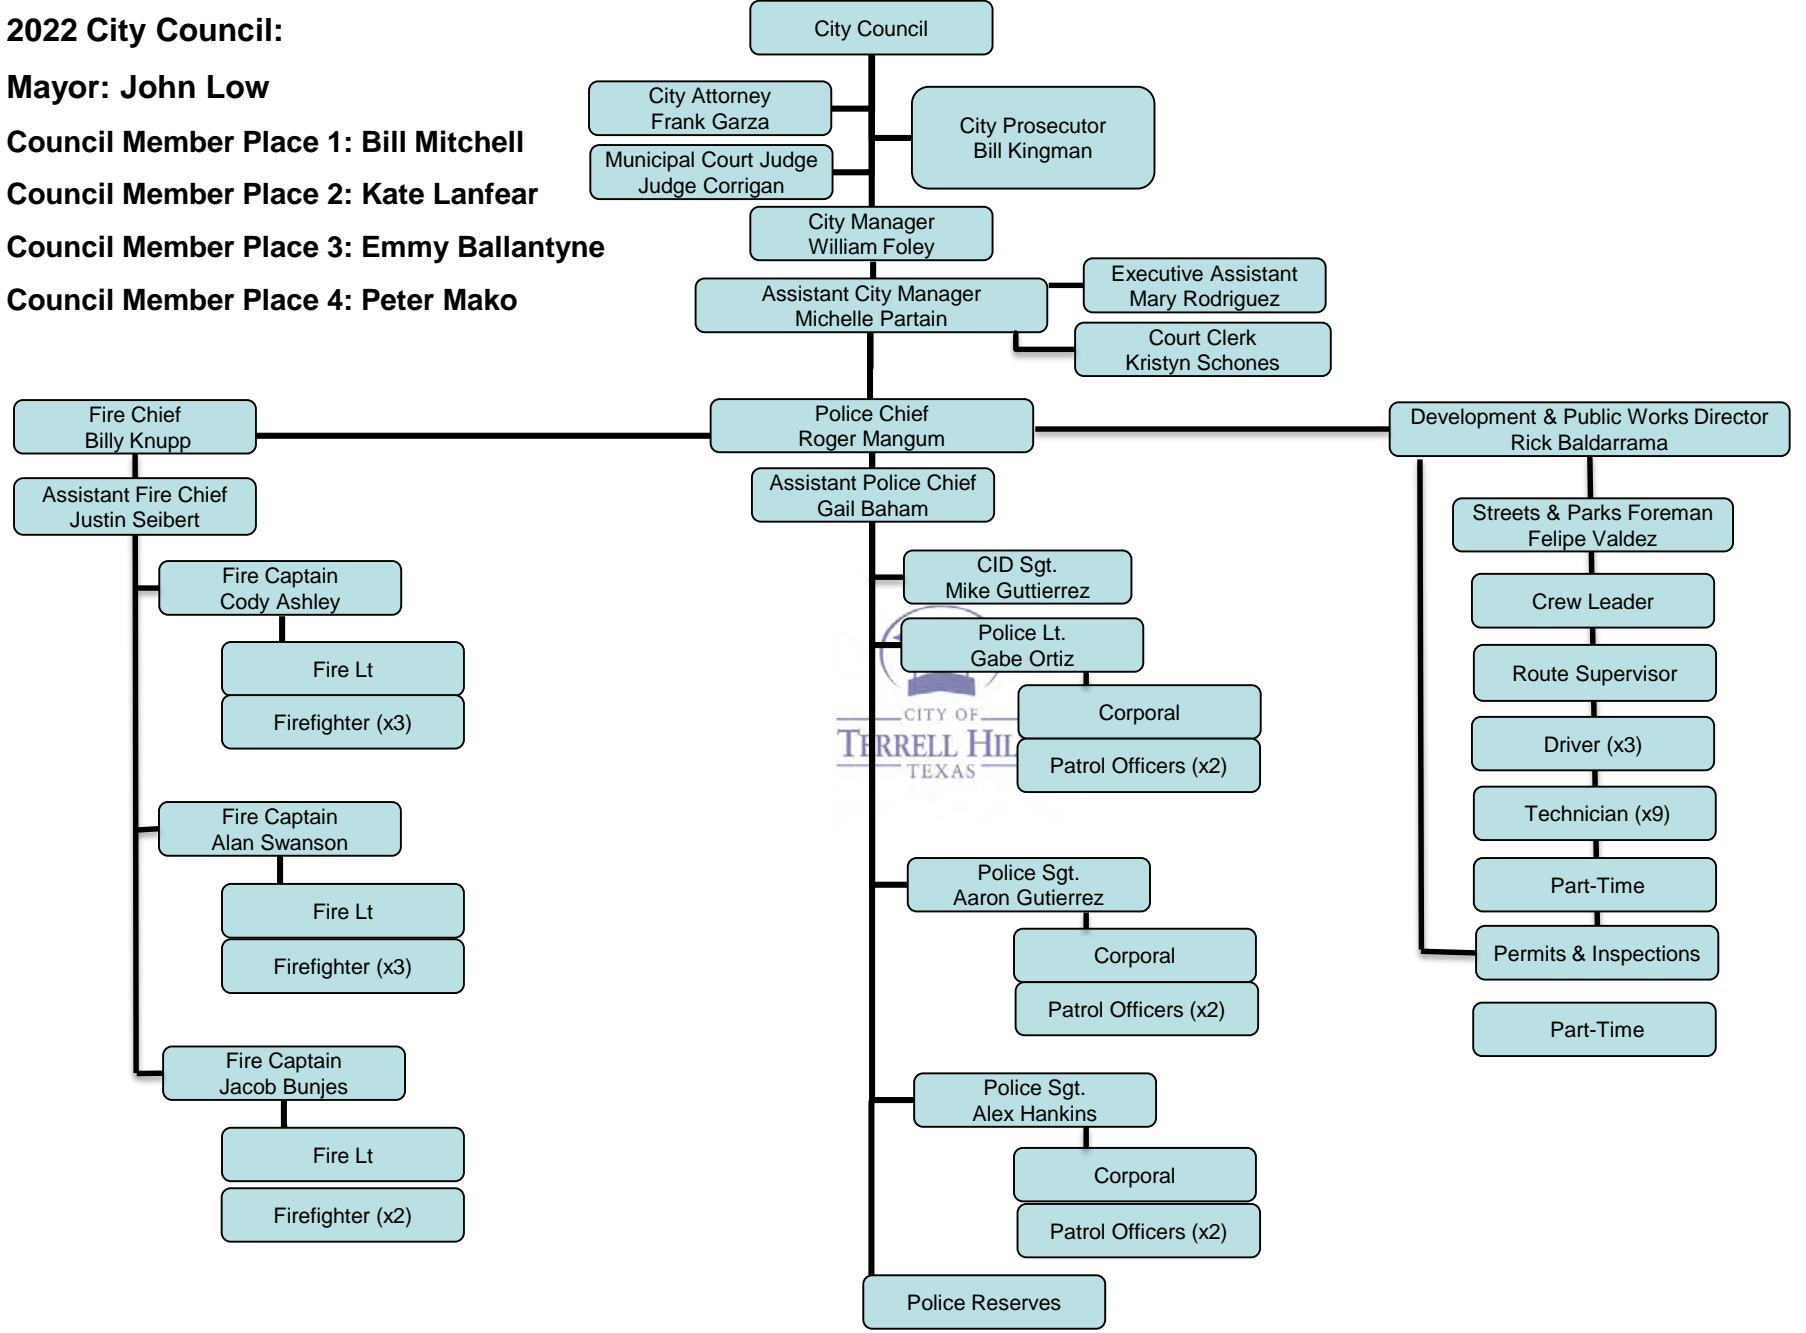 2022 City Council:
Mayor: John Low
Council Member Place 1: Bill Mitchell
Council Member Place 2: Kate Lanfear
Council Member Place 3: Emmy Ballantyne
Council Member Place 4: Peter Mako
City Council
City Attorney
Frank Garza
City Prosecutor
Bill Kingman
Municipal Court Judge
Judge Corrigan
City Manager
William Foley
Assistant City Manager
Michelle Partain
Executive Assistant
Mary Rodriguez
Court Clerk
Kristyn Schones
Fire Chief
Billy Knupp
Assistant Fire Chief
Justin Seibert
Fire Captain
Cody Ashley
Fire Lt
Firefighter (x3)
Fire Captain
Alan Swanson
Fire Lt
Firefighter (x3)
Fire Captain
Jacob Bunjes
Fire Lt
Firefighter (x2)
Police Chief
Roger Mangum
Assistant Police Chief
Gail Baham
CID Sgt.
Mike Guttierrez
Police Lt.
Gabe Ortiz
Corporal
Patrol Officers (x2)
CITY OF
TERRELL HIL
TEXAS
Police Sgt.
Aaron Gutierrez
Corporal
Patrol Officers (x2)
Police Sgt.
Alex Hankins
Corporal
Patrol Officers (x2)
Police Reserves
Development & Public Works Director
Rick Baldarrama
Streets & Parks Foreman
Felipe Valdez
Crew Leader
Route Supervisor
Driver (x3)
Technician (x9)
Part-Time
Permits & Inspections
Part-Time